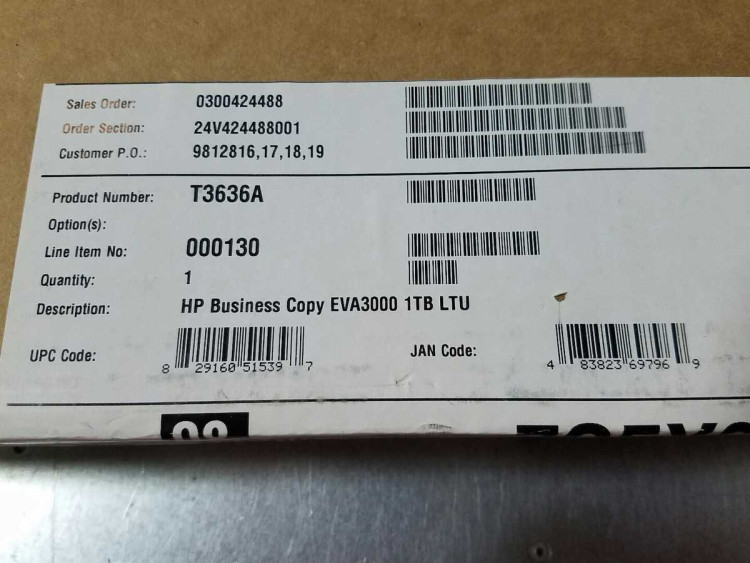 Sales Order: 0300424488
Order Section: 24V424488001
Customer P.O.: 9812816,17,18,19
Product Number: T3636A
Option(s):
Line Item No: 000130
Quantity: 1
Description: HP Business Copy EVA3000 1TB LTU
UPC Code: 8 29160 51539 7 JAN Code: 4 83823 69796 9